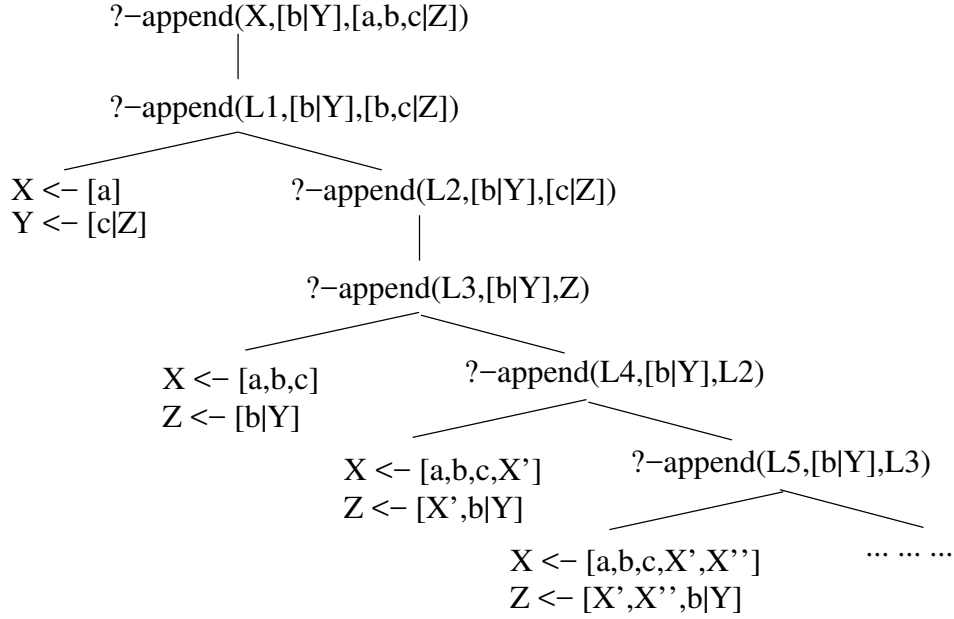 ?−append(X,[b|Y],[a,b,c|Z])
?−append(L1,[b|Y],[b,c|Z])
X <− [a]
Y <− [c|Z]
?−append(L2,[b|Y],[c|Z])
?−append(L3,[b|Y],Z)
X <− [a,b,c]
Z <− [b|Y]
?−append(L4,[b|Y],L2)
X <− [a,b,c,X’]
Z <− [X’,b|Y]
?−append(L5,[b|Y],L3)
X <− [a,b,c,X’,X’’]
Z <− [X’,X’’,b|Y]
... ... ...